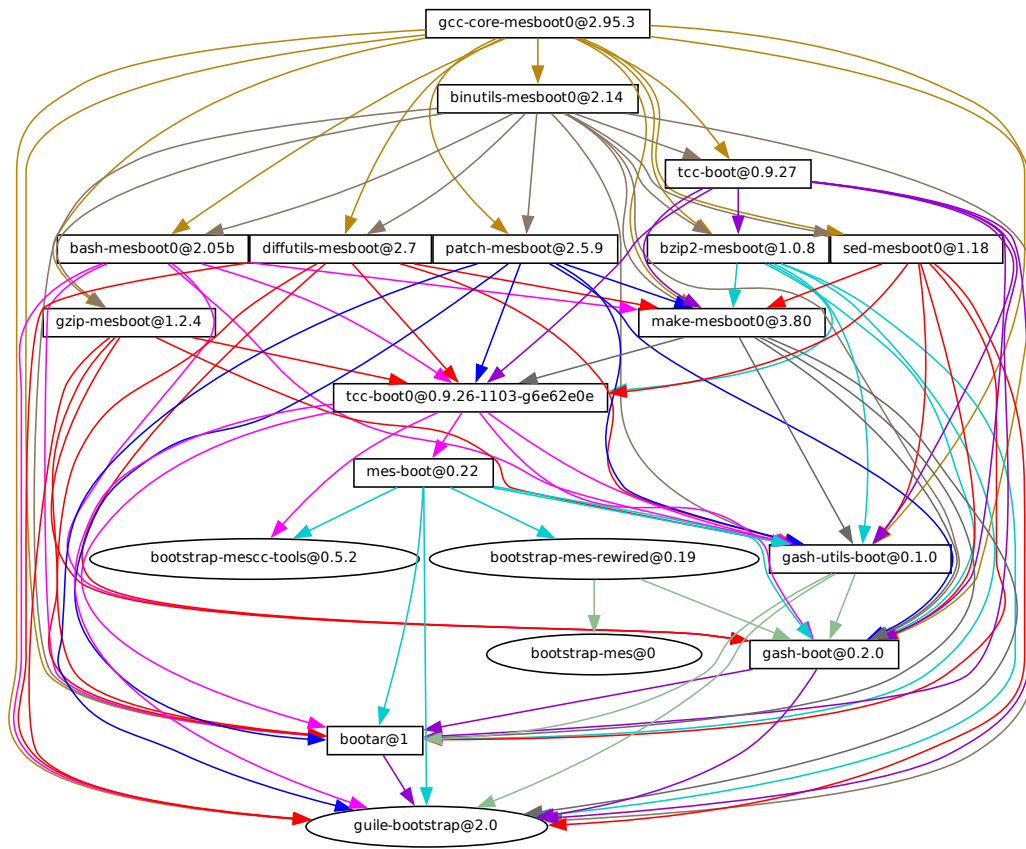 gcc-core-mesboot0@2.95.3
binutils-mesboot0@2.14
tcc-boot@0.9.27
bash-mesboot0@2.05b
diffutils-mesboot@2.7
patch-mesboot@2.5.9
bzip2-mesboot@1.0.8
sed-mesboot0@1.18
gzip-mesboot@1.2.4
make-mesboot0@3.80
tcc-boot0@0.9.26-1103-g6e62e0e
mes-boot@0.22
bootstrap-mescc-tools@0.5.2
bootstrap-mes-rewired@0.19
gash-utils-boot@0.1.0
bootstrap-mes@0
gash-boot@0.2.0
bootar@1
guile-bootstrap@2.0